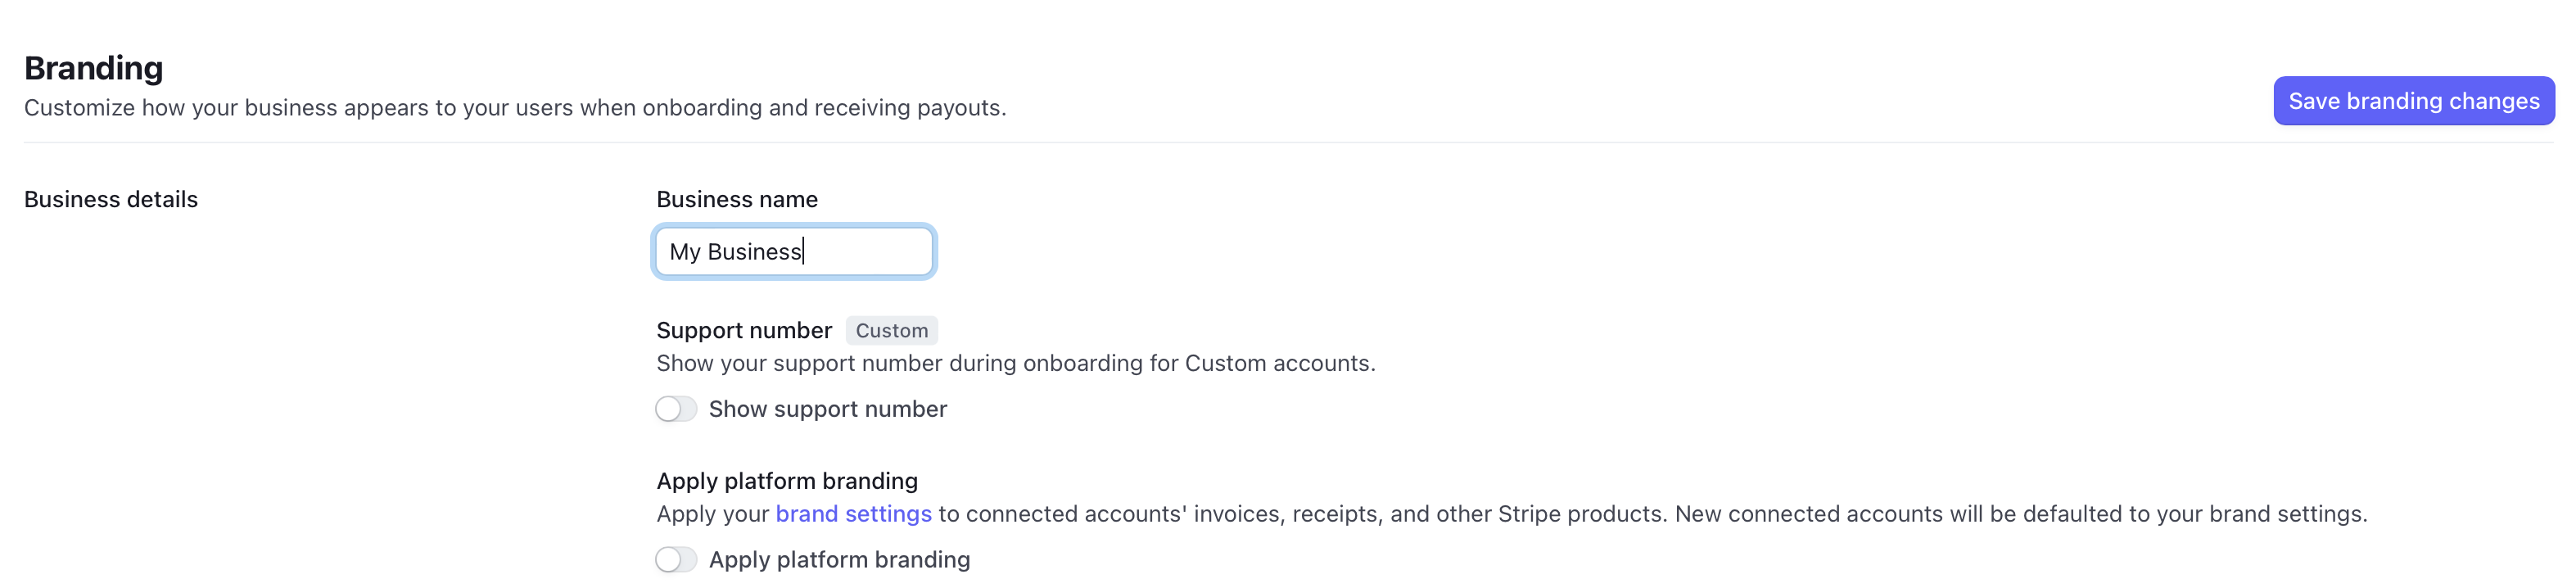 Branding
Customize how your business appears to your users when onboarding and receiving payouts.
Save branding changes
Business details
Business name
My Business
Support number Custom
Show your support number during onboarding for Custom accounts.
Show support number
Apply platform branding
Apply your brand settings to connected accounts' invoices, receipts, and other Stripe products. New connected accounts will be defaulted to your brand settings.
Apply platform branding